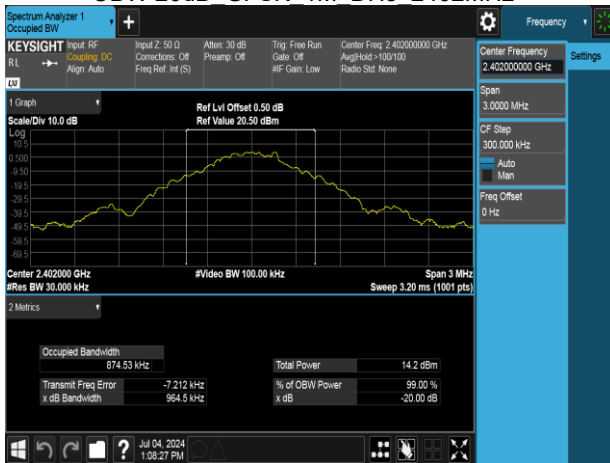 Spectrum Analyzer 1
Occupied BW
+
Frequency
KEYSIGHT
R L
Input: RF
Coupling: DC
Align: Auto
Input Z: 50 Ω
Corrections: Off
Freq Ref: Int (S)
Atten: 30 dB
Preamp: Off
Trig: Free Run
Gate: Off
#IF Gain: Low
Center Freq: 2.402000000 GHz
Avg|Hold:>100/100
Radio Std: None
Center Frequency
2.402000000 GHz
Settings
Span
3.0000 MHz
CF Step
300.000 kHz
Auto
Man
Freq Offset
0 Hz
1 Graph
Scale/Div 10.0 dB
Ref Lvl Offset 0.50 dB
Ref Value 20.50 dBm
Log
10.5
0.500
-9.50
-19.5
-29.5
-39.5
-49.5
-59.5
-69.5
Center 2.402000 GHz
#Video BW 100.00 kHz
Span 3 MHz
#Res BW 30.000 kHz
Sweep 3.20 ms (1001 pts)
2 Metrics
Occupied Bandwidth
874.53 kHz
Total Power 14.2 dBm
Transmit Freq Error -7.212 kHz
% of OBW Power 99.00 %
x dB Bandwidth 964.5 kHz
x dB -20.00 dB
?
Jul 04, 2024
1:08:27 PM